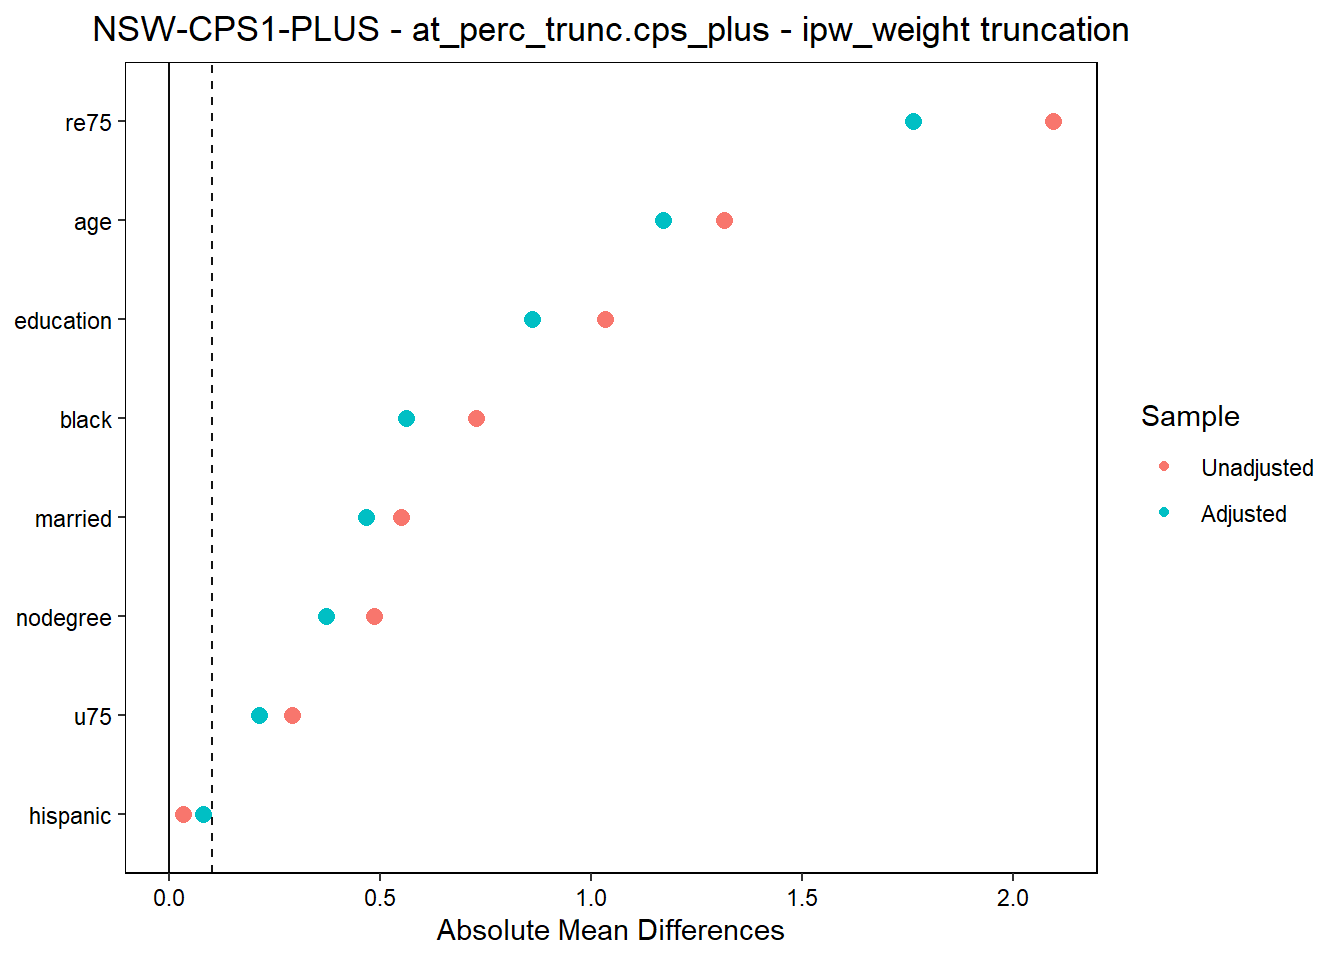 NSW-CPS1-PLUS - at_perc_trunc.cps_plus - ipw_weight truncation
re75
age
education
black
married
nodegree
u75
hispanic
0.0 0.5 1.0 1.5 2.0
Absolute Mean Differences
Sample
Unadjusted
Adjusted